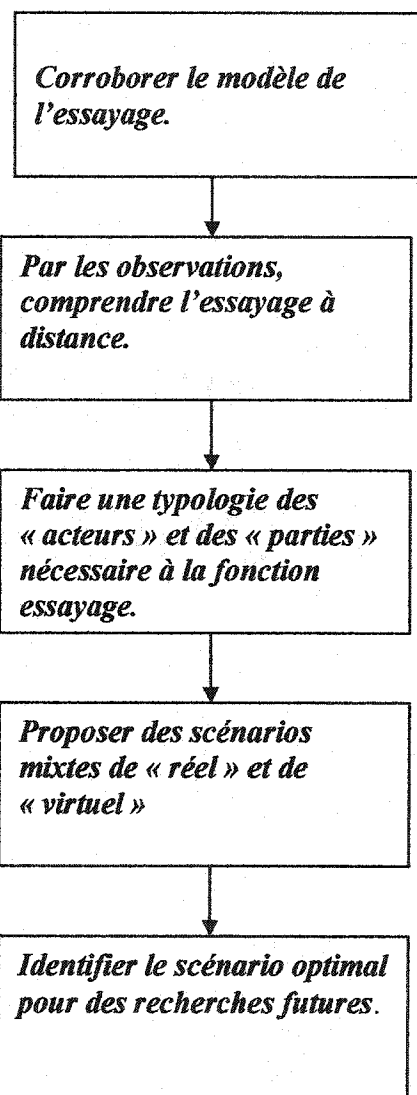 Corroborer le modèle de
l'essayage.
Par les observations,
comprendre l'essayage à
distance.
Faire une typologie des
« acteurs » et des « parties »
nécessaire à la fonction
essayage.
Proposer des scénarios
mixtes de « réel » et de
« virtuel »
Identifier le scénario optimal
pour des recherches futures.